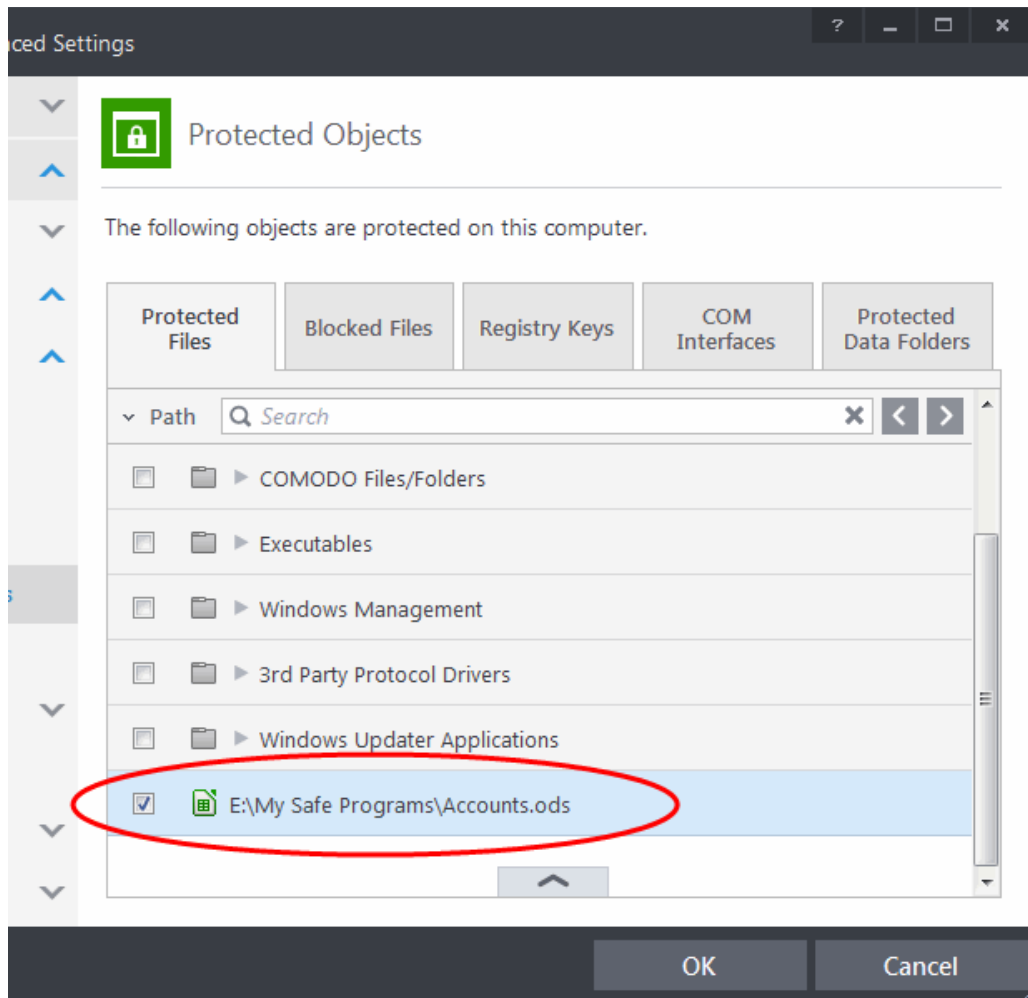 ced Settings
?
Protected Objects
The following objects are protected on this computer.
Protected Files
Blocked Files
Registry Keys
COM Interfaces
Protected Data Folders
Path
Search
COMODO Files/Folders
Executables
Windows Management
3rd Party Protocol Drivers
s
Windows Updater Applications
E:\My Safe Programs\Accounts.ods
OK
Cancel